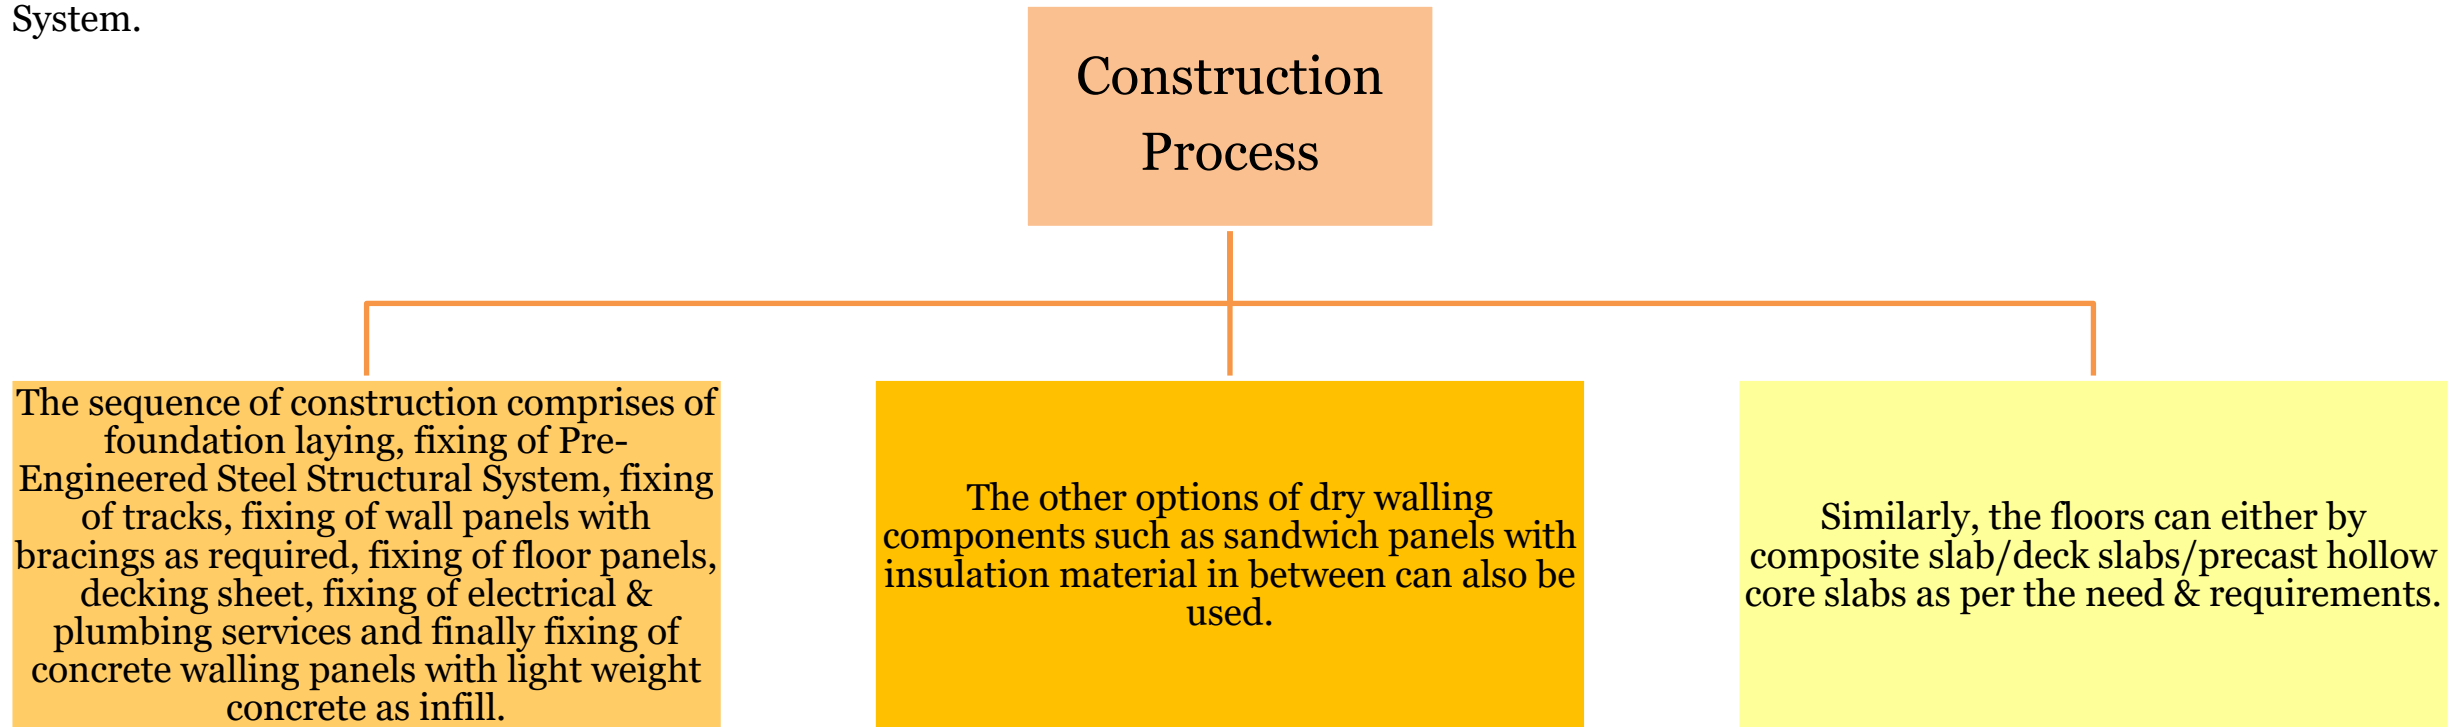 System.
Construction
Process
The sequence of construction comprises of
foundation laying, fixing of Pre-
Engineered Steel Structural System, fixing
of tracks, fixing of wall panels with
bracings as required, fixing of floor panels,
decking sheet, fixing of electrical &
plumbing services and finally fixing of
concrete walling panels with light weight
concrete as infill.
The other options of dry walling
components such as sandwich panels with
insulation material in between can also be
used.
Similarly, the floors can either by
composite slab/deck slabs/precast hollow
core slabs as per the need & requirements.